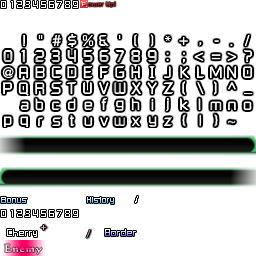 0123456789 Power Up!
! " # $ % & ' ( ) * + , - . /
0 1 2 3 4 5 6 7 8 9 : ; < = > ?
@ A B C D E F G H I J K L M N O
P Q R S T U V W X Y Z ( \ ) ^ _
a b c d e f g h i j k l m n o
p q r s t u v w x y z ( | ) ~
Bonus History /
0123456789
Cherry + / Border
Enemy